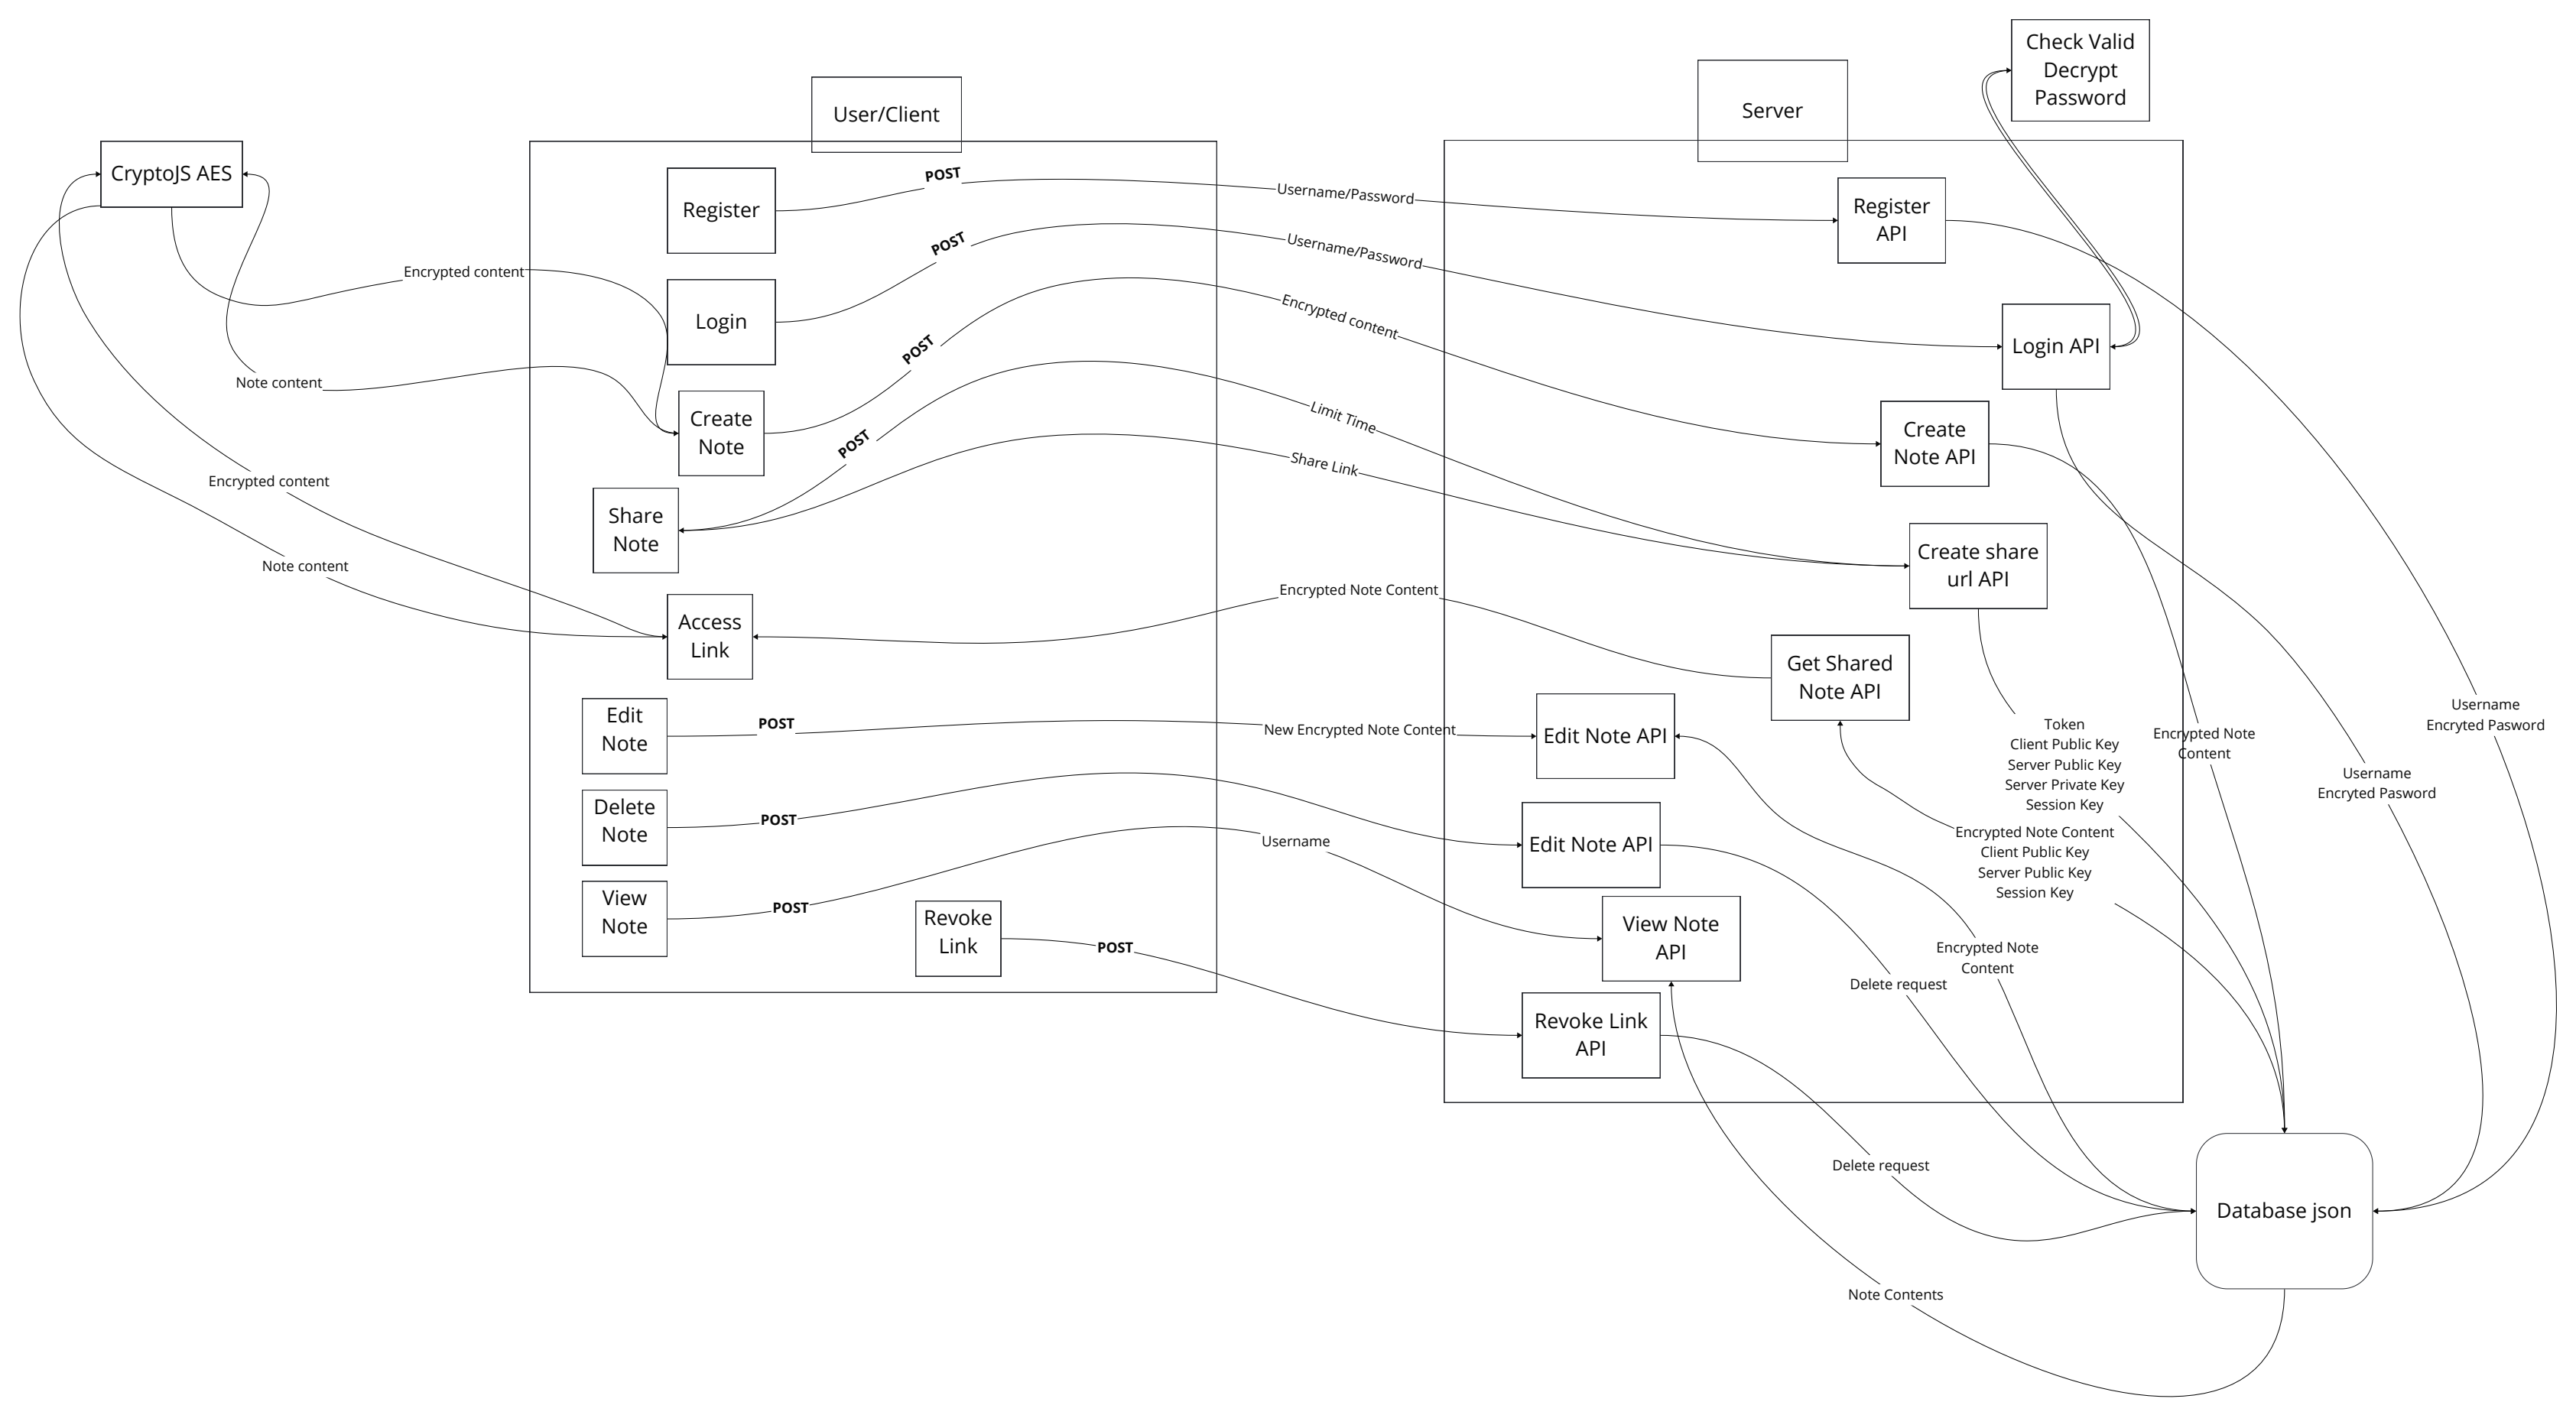 Check Valid
Decrypt
Password
User/Client
Server
CryptoJS AES
Register
POST
Username/Password
Register
API
Login
POST
Username/Password
Login API
Encrypted content
Note content
Create
Note
POST
Encrypted content
Create
Note API
Share
Note
POST
Limit Time
Share Link
Create share
url API
Encrypted content
Note content
Access
Link
Encrypted Note Content
Get Shared
Note API
Edit
Note
POST
New Encrypted Note Content
Edit Note API
Token
Client Public Key
Server Public Key
Server Private Key
Session Key
Encrypted Note
Content
Username
Encryted Pasword
Username
Encryted Pasword
Delete
Note
POST
Edit Note API
Encrypted Note Content
Client Public Key
Server Public Key
Session Key
View
Note
POST
Username
View Note
API
Revoke
Link
POST
Revoke Link
API
Encrypted Note
Content
Delete request
Delete request
Database json
Note Contents